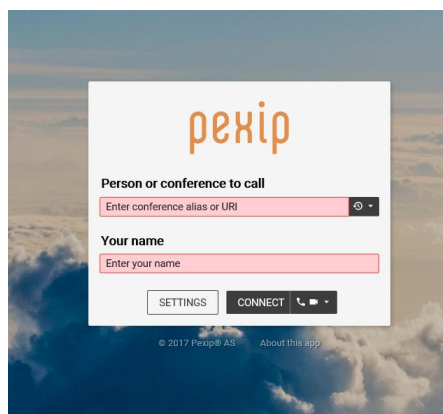 pexip
Person or conference to call
Enter conference alias or URI
Your name
Enter your name
SETTINGS CONNECT
© 2017 Pexip® AS About this app